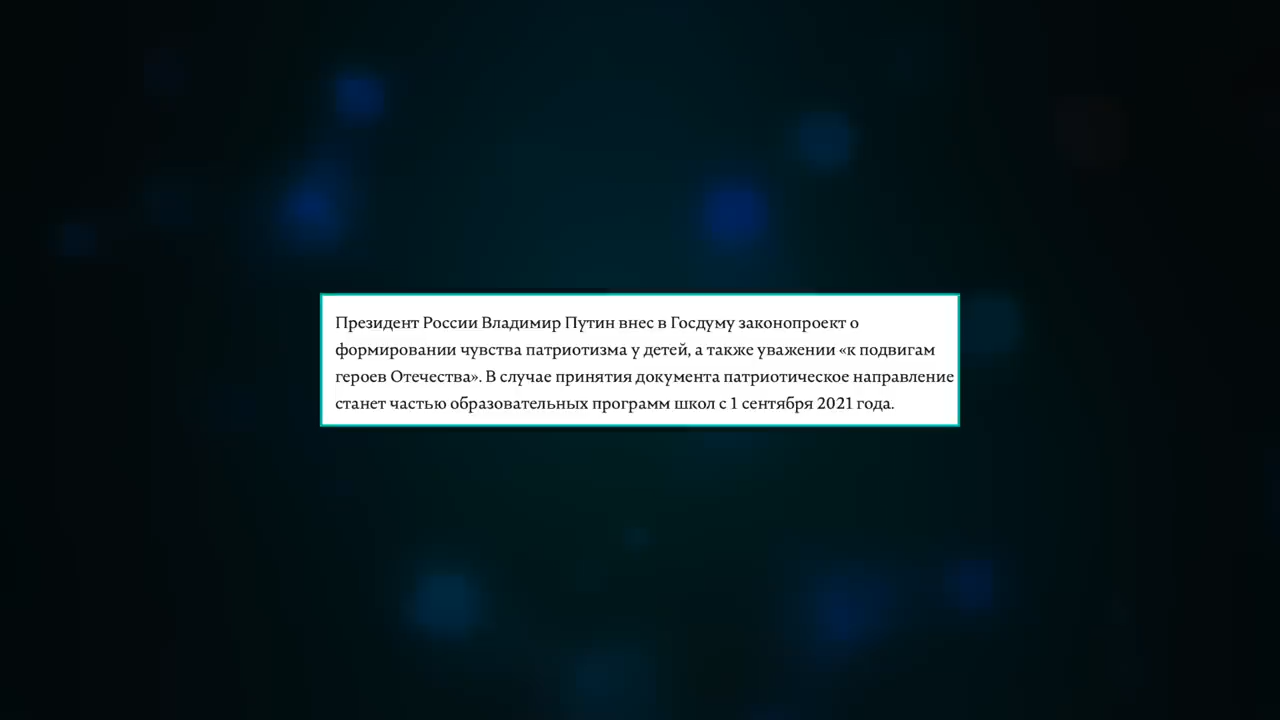 Президент России Владимир Путин внес в Госдуму законопроект о
формировании чувства патриотизма у детей, а также уважении «к подвигам
героев Отечества». В случае принятия документа патриотическое направление
станет частью образовательных программ школ с 1 сентября 2021 года.